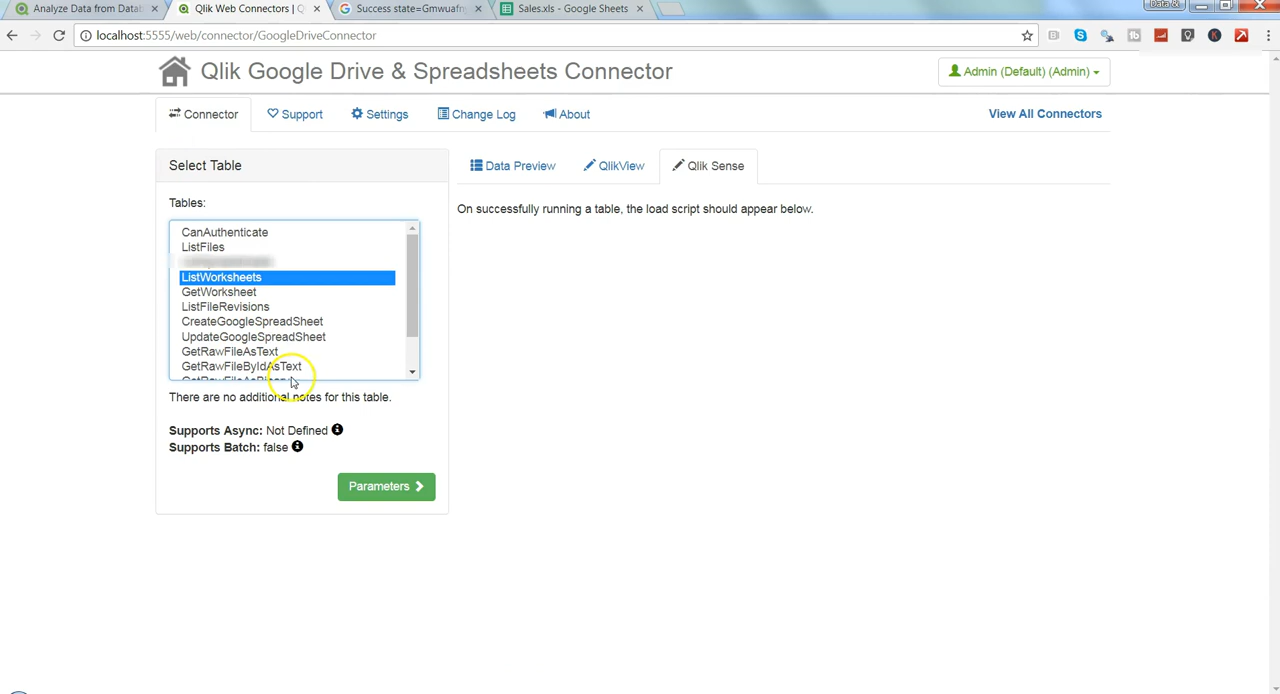 Analyze Data from Datab
Qlik Web Connectors | Q
Success state=Gmwuafn
Sales.xls - Google Sheets
Data &
localhost:5555/web/connector/GoogleDriveConnector
Qlik Google Drive & Spreadsheets Connector
Admin (Default) (Admin)
Connector
Support
Settings
Change Log
About
View All Connectors
Select Table
Data Preview
QlikView
Qlik Sense
Tables:
On successfully running a table, the load script should appear below.
CanAuthenticate
ListFiles
ListWorksheets
GetWorksheet
ListFileRevisions
CreateGoogleSpreadSheet
UpdateGoogleSpreadSheet
GetRawFileAsText
GetRawFileByIdAsText
GetRawFileAsBinary
There are no additional notes for this table.
Supports Async: Not Defined
Supports Batch: false
Parameters